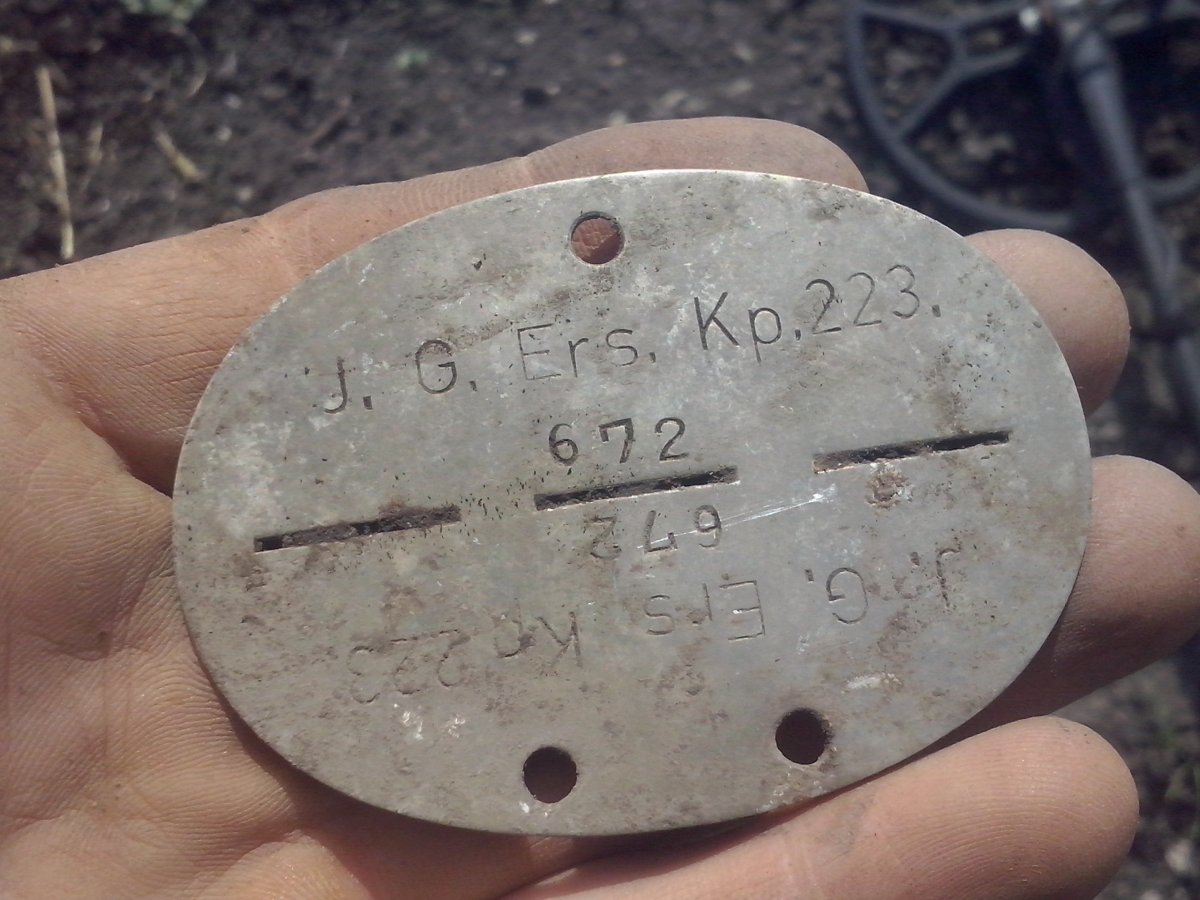 J. G. Ers. Kp. 223.
672
672
J. G. Ers Kp 223